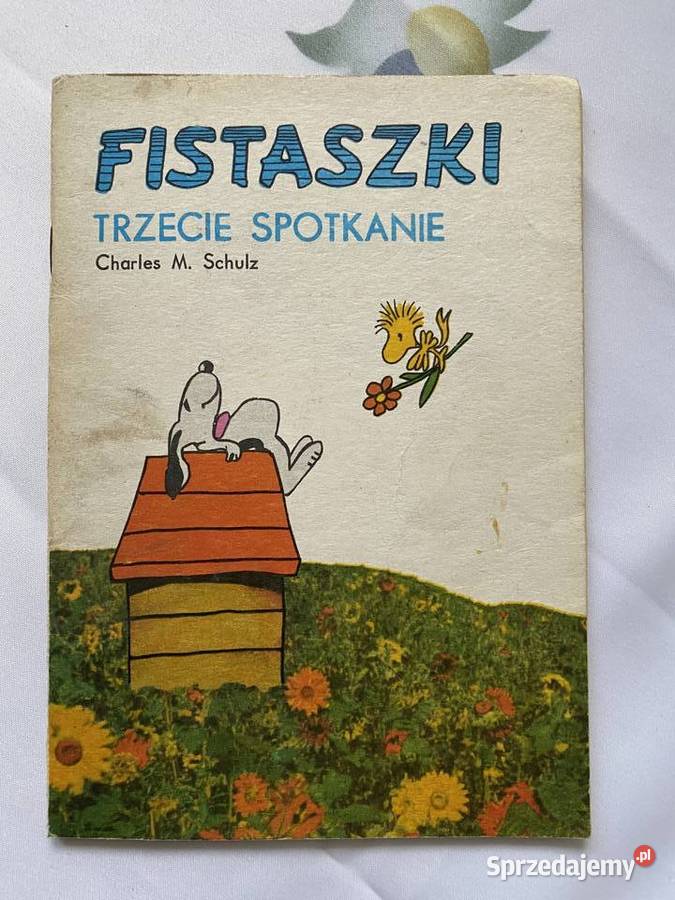 FISTASZKI
TRZECIE SPOTKANIE
Charles M. Schulz
Sprzedajemy.pl